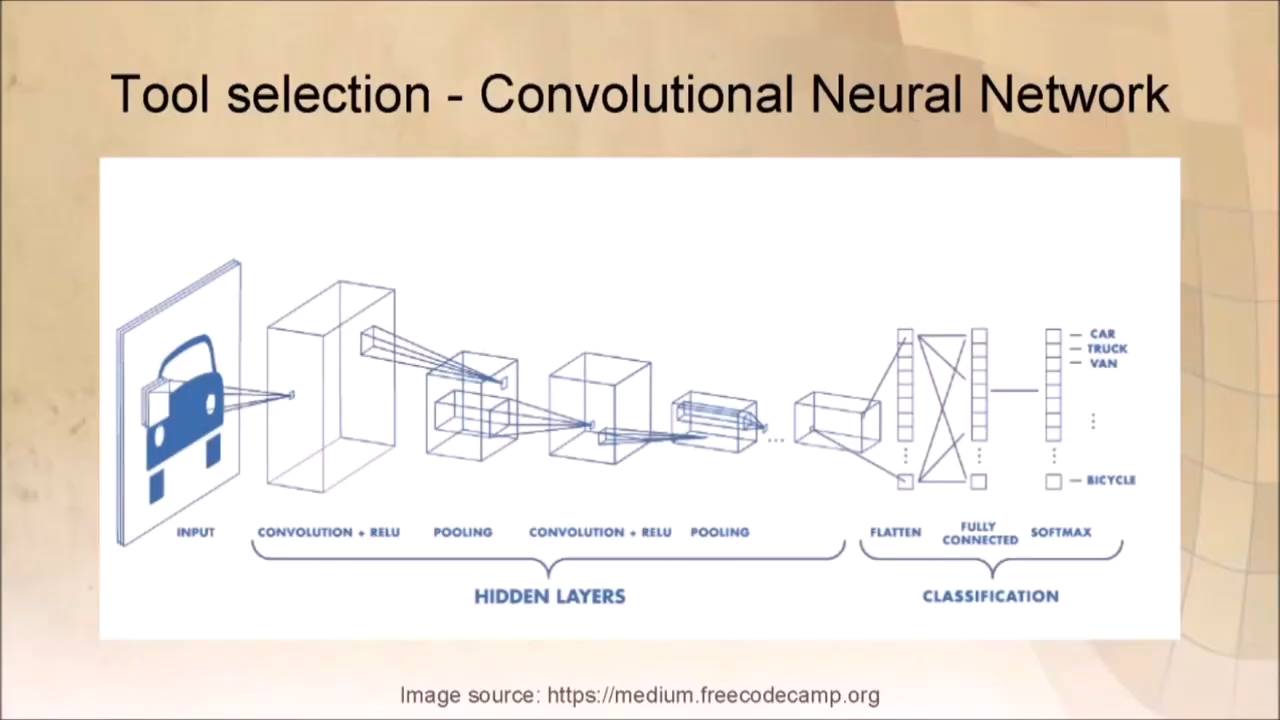 Tool selection - Convolutional Neural Network
CAR
TRUCK
VAN
BICYCLE
INPUT
CONVOLUTION + RELU
POOLING
CONVOLUTION + RELU
POOLING
FLATTEN
FULLY
CONNECTED
SOFTMAX
HIDDEN LAYERS
CLASSIFICATION
Image source: https://medium.freecodecamp.org